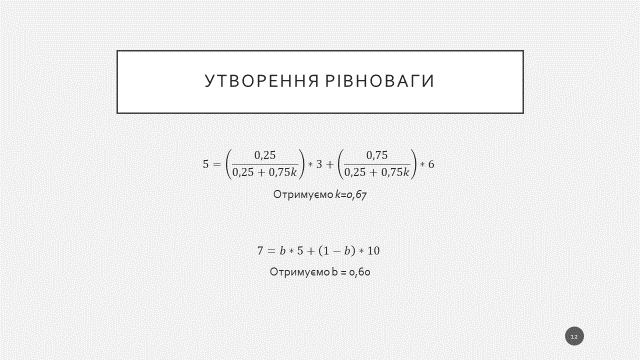 УТВОРЕННЯ РІВНОВАГИ
5 = (0,25 / (0,25 + 0,75k)) * 3 + (0,75 / (0,25 + 0,75k)) * 6
Отримуємо k=0,67
7 = b * 5 + (1 − b) * 10
Отримуємо b = 0,60
12